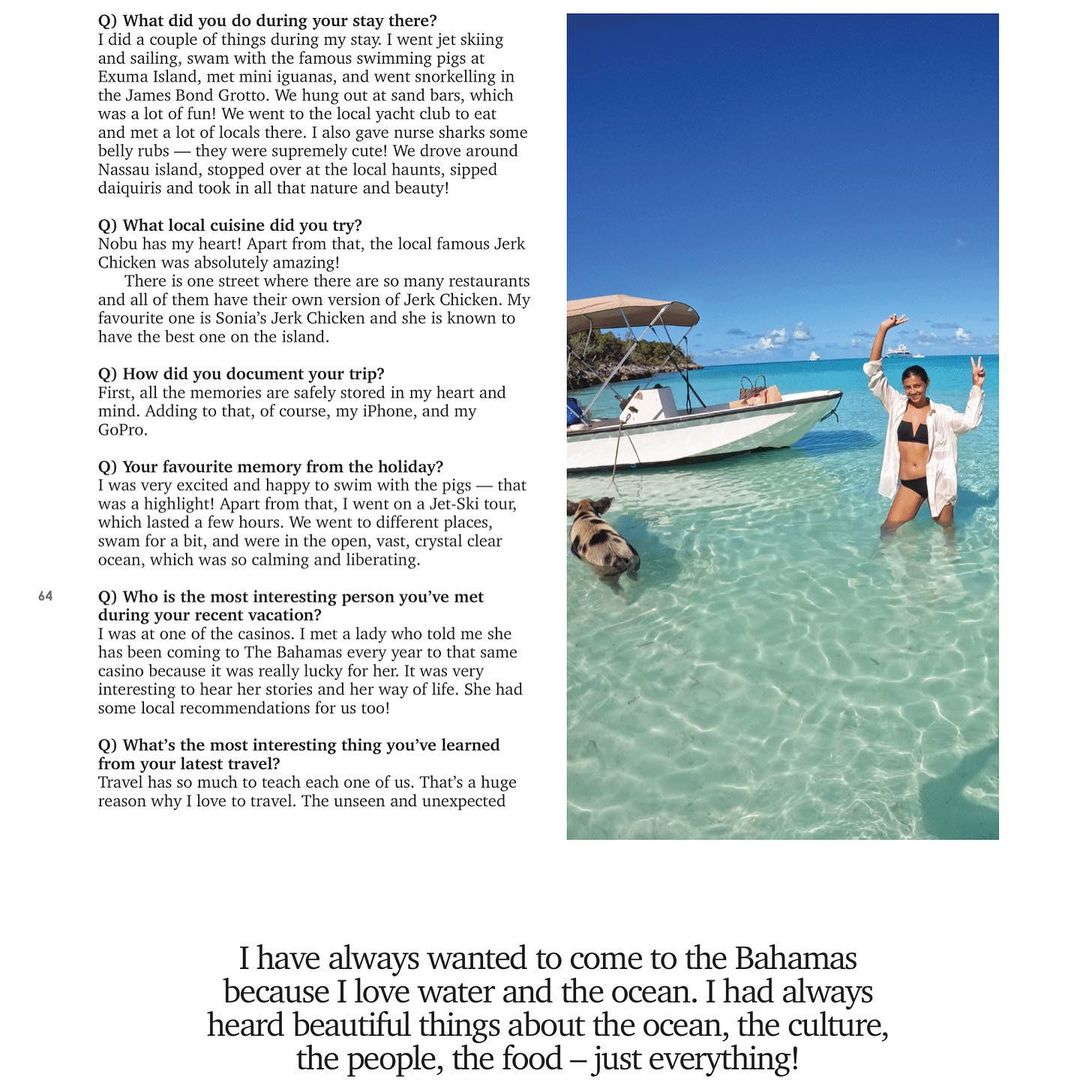 Q) What did you do during your stay there?
I did a couple of things during my stay. I went jet skiing
and sailing, swam with the famous swimming pigs at
Exuma Island, met mini iguanas, and went snorkelling in
the James Bond Grotto. We hung out at sand bars, which
was a lot of fun! We went to the local yacht club to eat
and met a lot of locals there. I also gave nurse sharks some
belly rubs — they were supremely cute! We drove around
Nassau island, stopped over at the local haunts, sipped
daiquiris and took in all that nature and beauty!
Q) What local cuisine did you try?
Nobu has my heart! Apart from that, the local famous Jerk
Chicken was absolutely amazing!
There is one street where there are so many restaurants
and all of them have their own version of Jerk Chicken. My
favourite one is Sonia’s Jerk Chicken and she is known to
have the best one on the island.
Q) How did you document your trip?
First, all the memories are safely stored in my heart and
mind. Adding to that, of course, my iPhone, and my
GoPro.
Q) Your favourite memory from the holiday?
I was very excited and happy to swim with the pigs — that
was a highlight! Apart from that, I went on a Jet-Ski tour,
which lasted a few hours. We went to different places,
swam for a bit, and were in the open, vast, crystal clear
ocean, which was so calming and liberating.
64
Q) Who is the most interesting person you’ve met
during your recent vacation?
I was at one of the casinos. I met a lady who told me she
has been coming to The Bahamas every year to that same
casino because it was really lucky for her. It was very
interesting to hear her stories and her way of life. She had
some local recommendations for us too!
Q) What’s the most interesting thing you’ve learned
from your latest travel?
Travel has so much to teach each one of us. That’s a huge
reason why I love to travel. The unseen and unexpected
I have always wanted to come to the Bahamas
because I love water and the ocean. I had always
heard beautiful things about the ocean, the culture,
the people, the food – just everything!